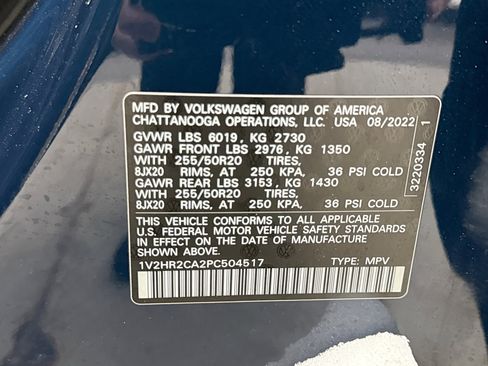 MFD BY VOLKSWAGEN GROUP OF AMERICA
CHATTANOOGA OPERATIONS, LLC. USA 08/2022
GVWR LBS 6019, KG 2730
GAWR FRONT LBS 2976, KG 1350
WITH 255/50R20 TIRES,
8JX20 RIMS, AT 250 KPA, 36 PSI COLD
GAWR REAR LBS 3153, KG 1430
WITH 255/50R20 TIRES,
8JX20 RIMS, AT 250 KPA, 36 PSI COLD
THIS VEHICLE CONFORMS TO ALL APPLICABLE
U.S. FEDERAL MOTOR VEHICLE SAFETY STANDARDS
IN EFFECT ON THE DATE OF MANUFACTURE
SHOWN ABOVE.
1V2HR2CA2PC504517 TYPE: MPV
3220334 1